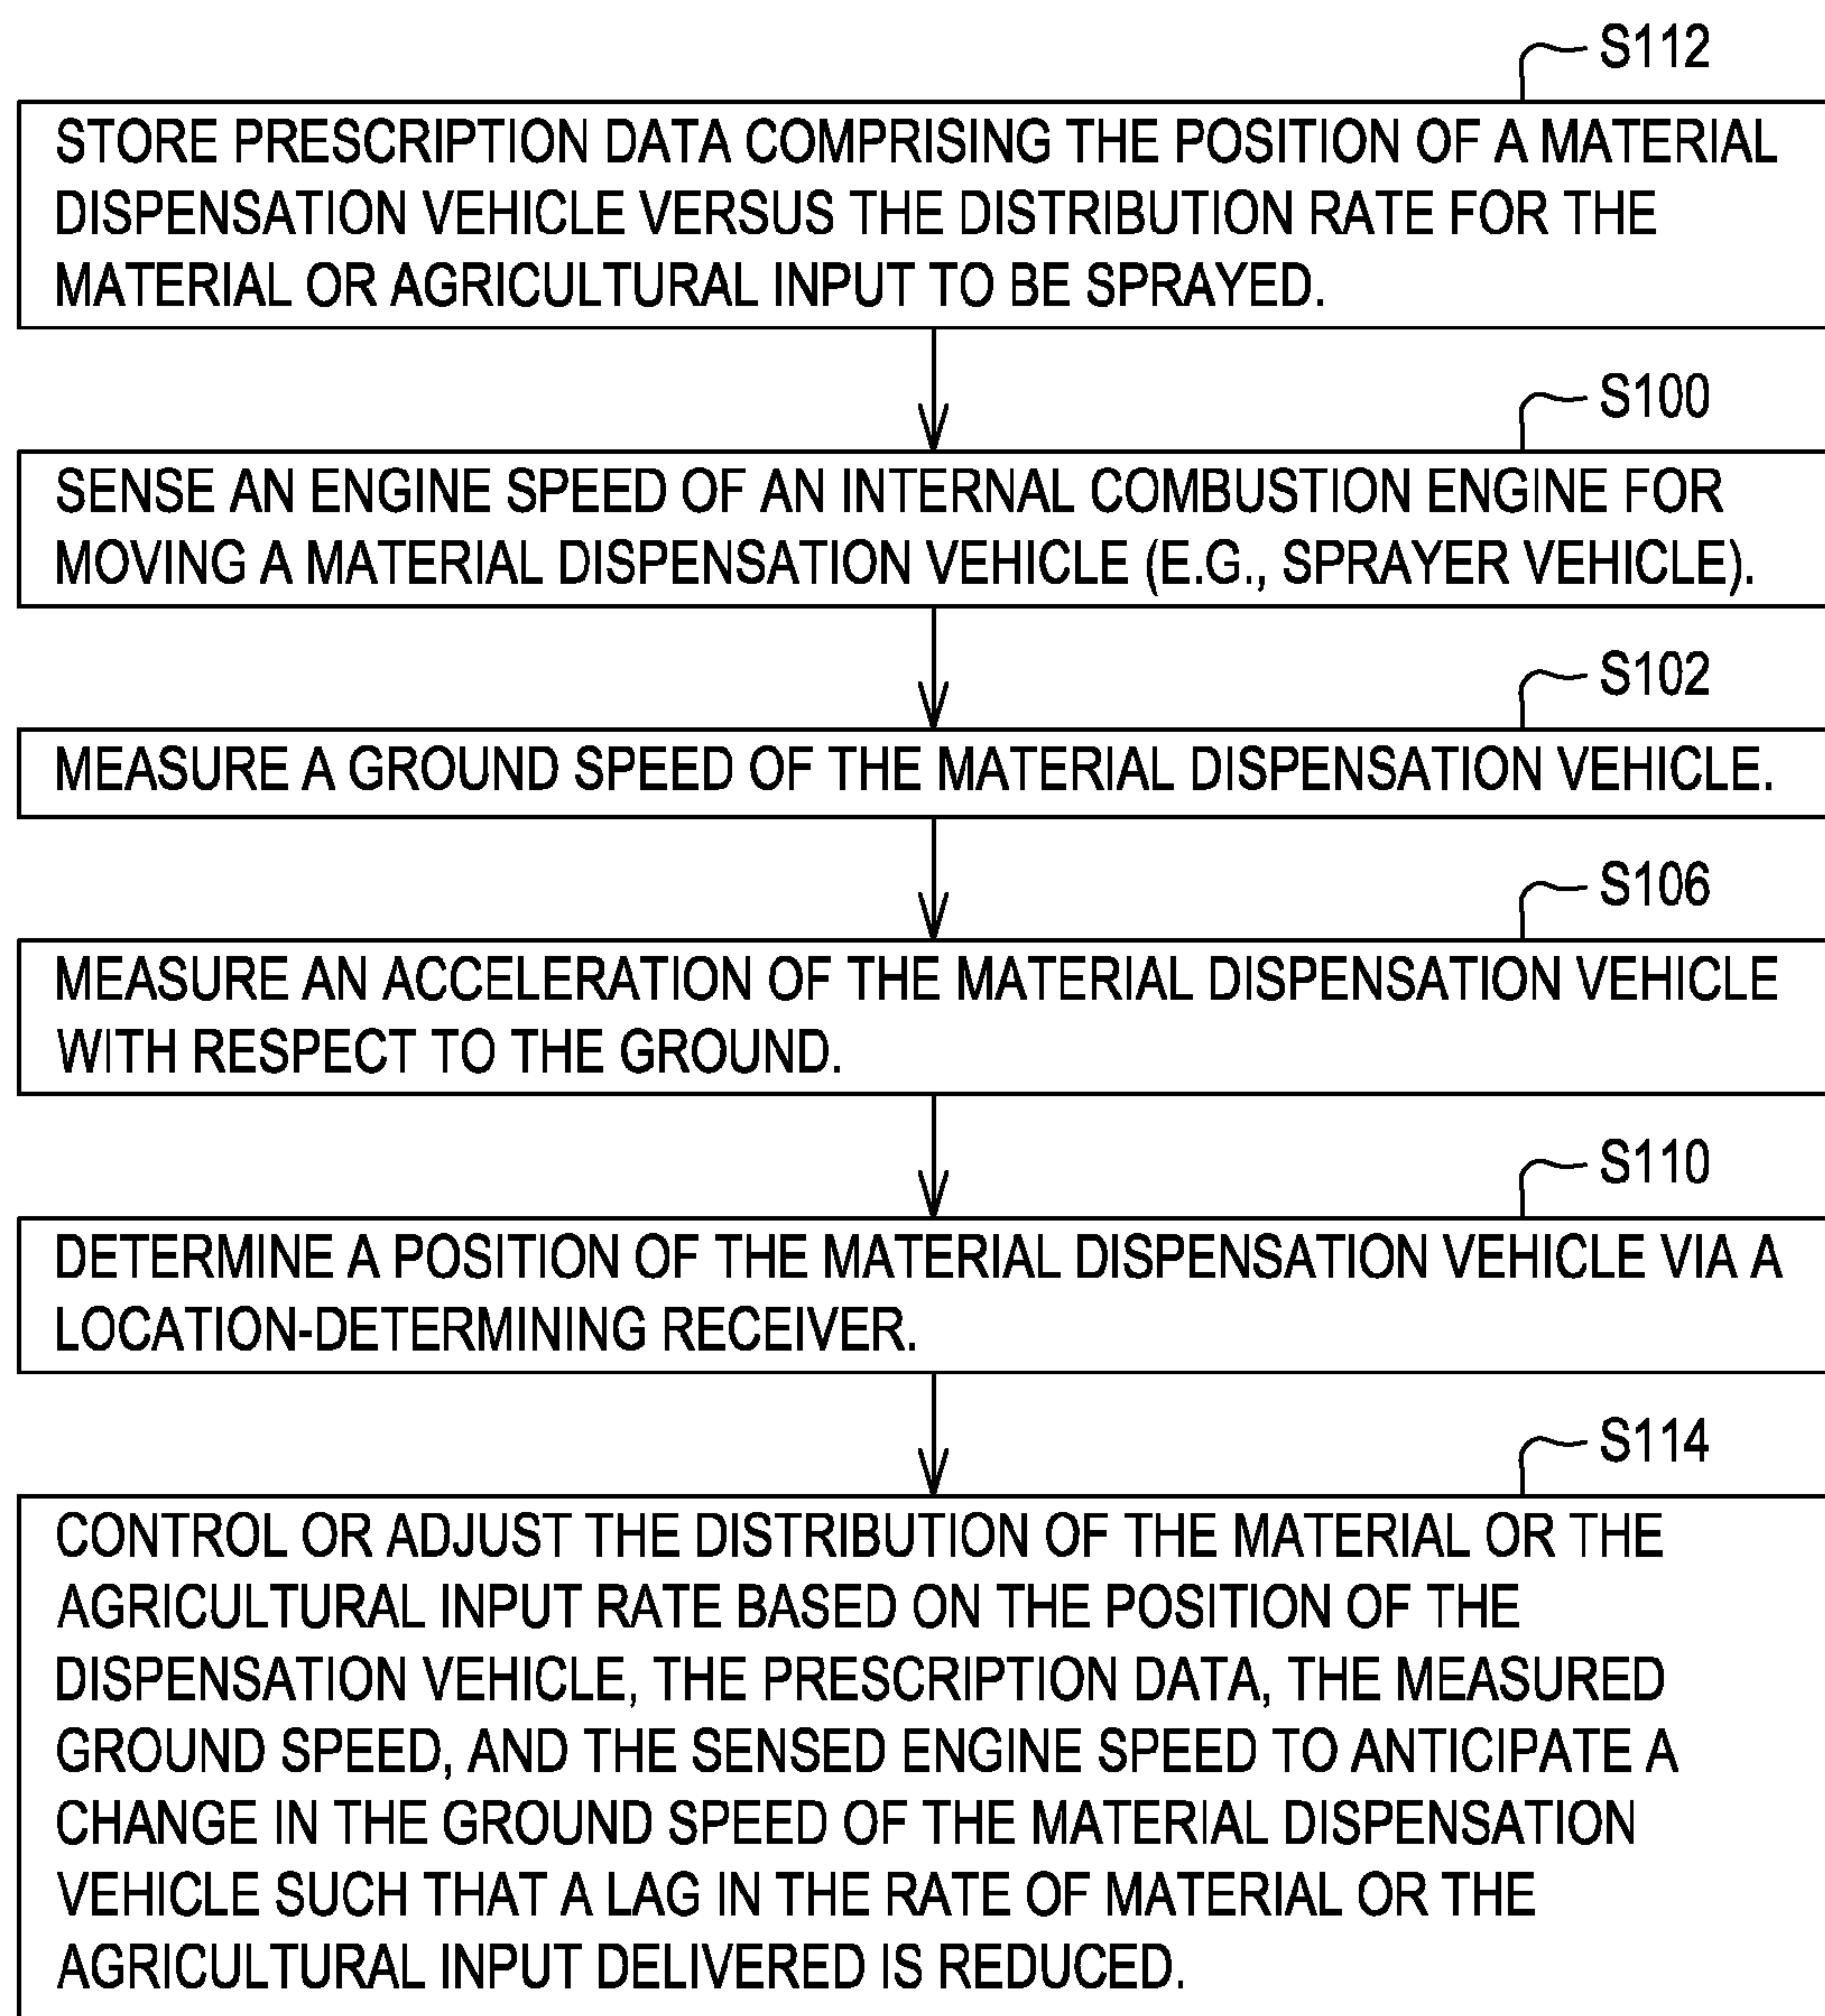 S112
STORE PRESCRIPTION DATA COMPRISING THE POSITION OF A MATERIAL
DISPENSATION VEHICLE VERSUS THE DISTRIBUTION RATE FOR THE
MATERIAL OR AGRICULTURAL INPUT TO BE SPRAYED.
S100
SENSE AN ENGINE SPEED OF AN INTERNAL COMBUSTION ENGINE FOR
MOVING A MATERIAL DISPENSATION VEHICLE (E.G., SPRAYER VEHICLE).
S102
MEASURE A GROUND SPEED OF THE MATERIAL DISPENSATION VEHICLE.
S106
MEASURE AN ACCELERATION OF THE MATERIAL DISPENSATION VEHICLE
WITH RESPECT TO THE GROUND.
S110
DETERMINE A POSITION OF THE MATERIAL DISPENSATION VEHICLE VIA A
LOCATION-DETERMINING RECEIVER.
S114
CONTROL OR ADJUST THE DISTRIBUTION OF THE MATERIAL OR THE
AGRICULTURAL INPUT RATE BASED ON THE POSITION OF THE
DISPENSATION VEHICLE, THE PRESCRIPTION DATA, THE MEASURED
GROUND SPEED, AND THE SENSED ENGINE SPEED TO ANTICIPATE A
CHANGE IN THE GROUND SPEED OF THE MATERIAL DISPENSATION
VEHICLE SUCH THAT A LAG IN THE RATE OF MATERIAL OR THE
AGRICULTURAL INPUT DELIVERED IS REDUCED.